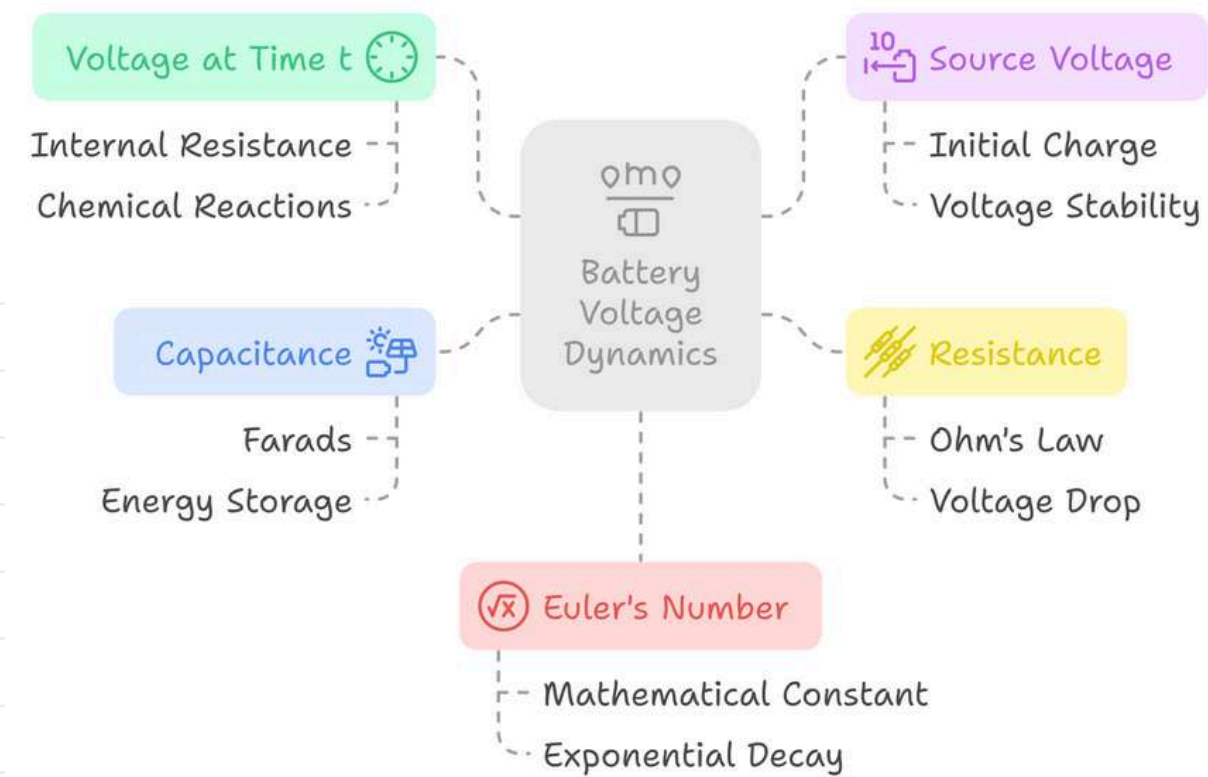 Voltage at Time t
Internal Resistance
Chemical Reactions
10
Source Voltage
Initial Charge
Voltage Stability
Battery
Voltage
Dynamics
Capacitance
Farads
Energy Storage
Resistance
Ohm's Law
Voltage Drop
√x Euler's Number
Mathematical Constant
Exponential Decay